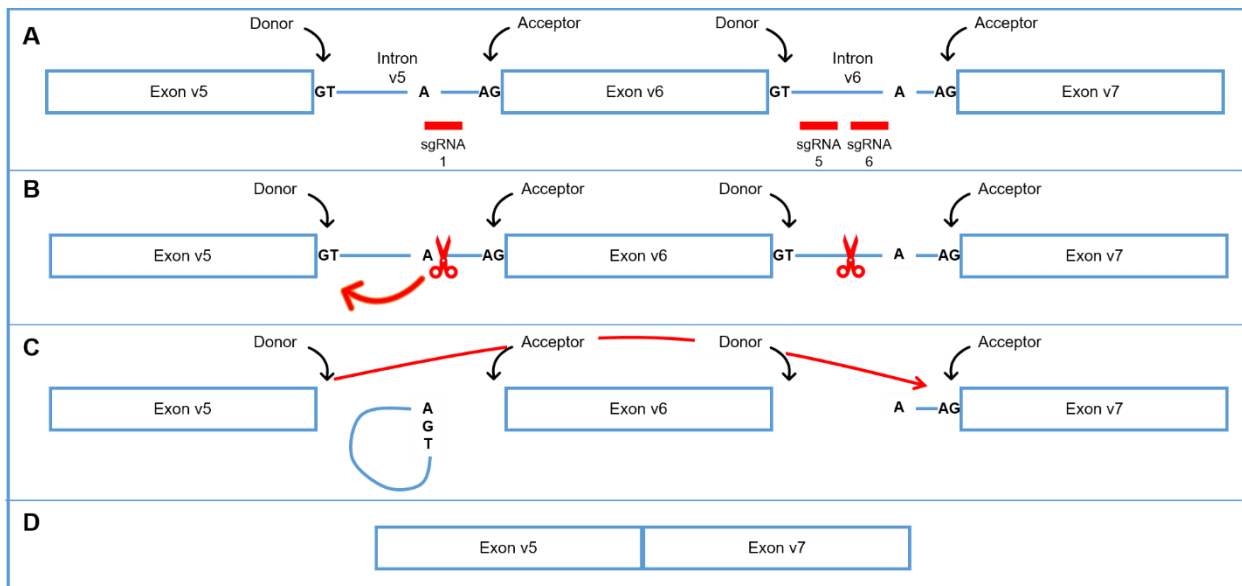 A
Donor
Acceptor
Donor
Acceptor
Intron
v5
Intron
v6
Exon v5
GT
A
AG
Exon v6
GT
A
AG
Exon v7
sgRNA
1
sgRNA
5
sgRNA
6
B
Donor
Acceptor
Donor
Acceptor
Exon v5
GT
A
AG
Exon v6
GT
A
AG
Exon v7
C
Donor
Acceptor
Donor
Acceptor
Exon v5
A
G
T
Exon v6
A
AG
Exon v7
D
Exon v5
Exon v7